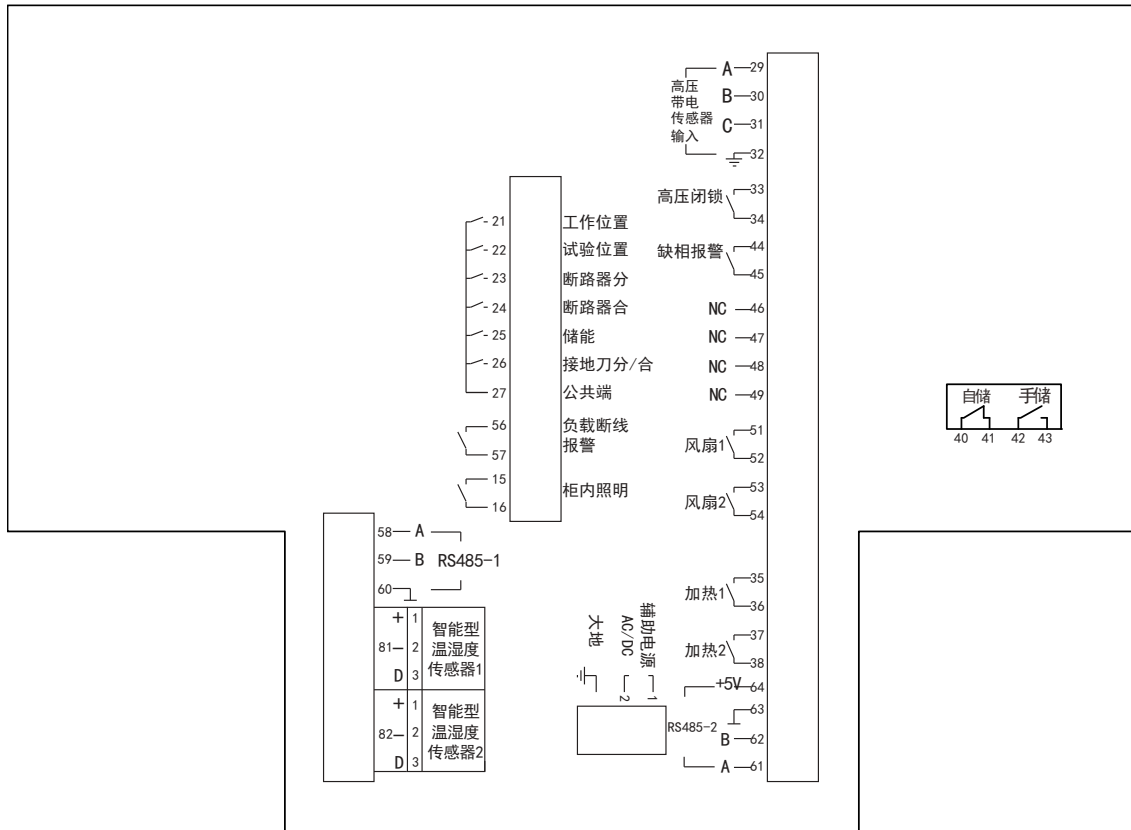 A 29
高压
带电
传感器
输入
B 30
C 31
32
高压闭锁
33
34
缺相报警
44
45
NC 46
NC 47
NC 48
NC 49
风扇1
51
52
风扇2
53
54
加热1
35
36
加热2
37
38
+5V 64
63
RS485-2
B 62
A 61
21 工作位置
22 试验位置
23 断路器分
24 断路器合
25 储能
26 接地刀分/合
27 公共端
56 负载断线
57 报警
15
柜内照明
16
58 A
59 B RS485-1
60
+ 1 智能型
81 - 2 温湿度
D 3 传感器1
+ 1 智能型
82 - 2 温湿度
D 3 传感器2
大地
AC/DC
辅助电源
2
1
自储 手储
40 41 42 43